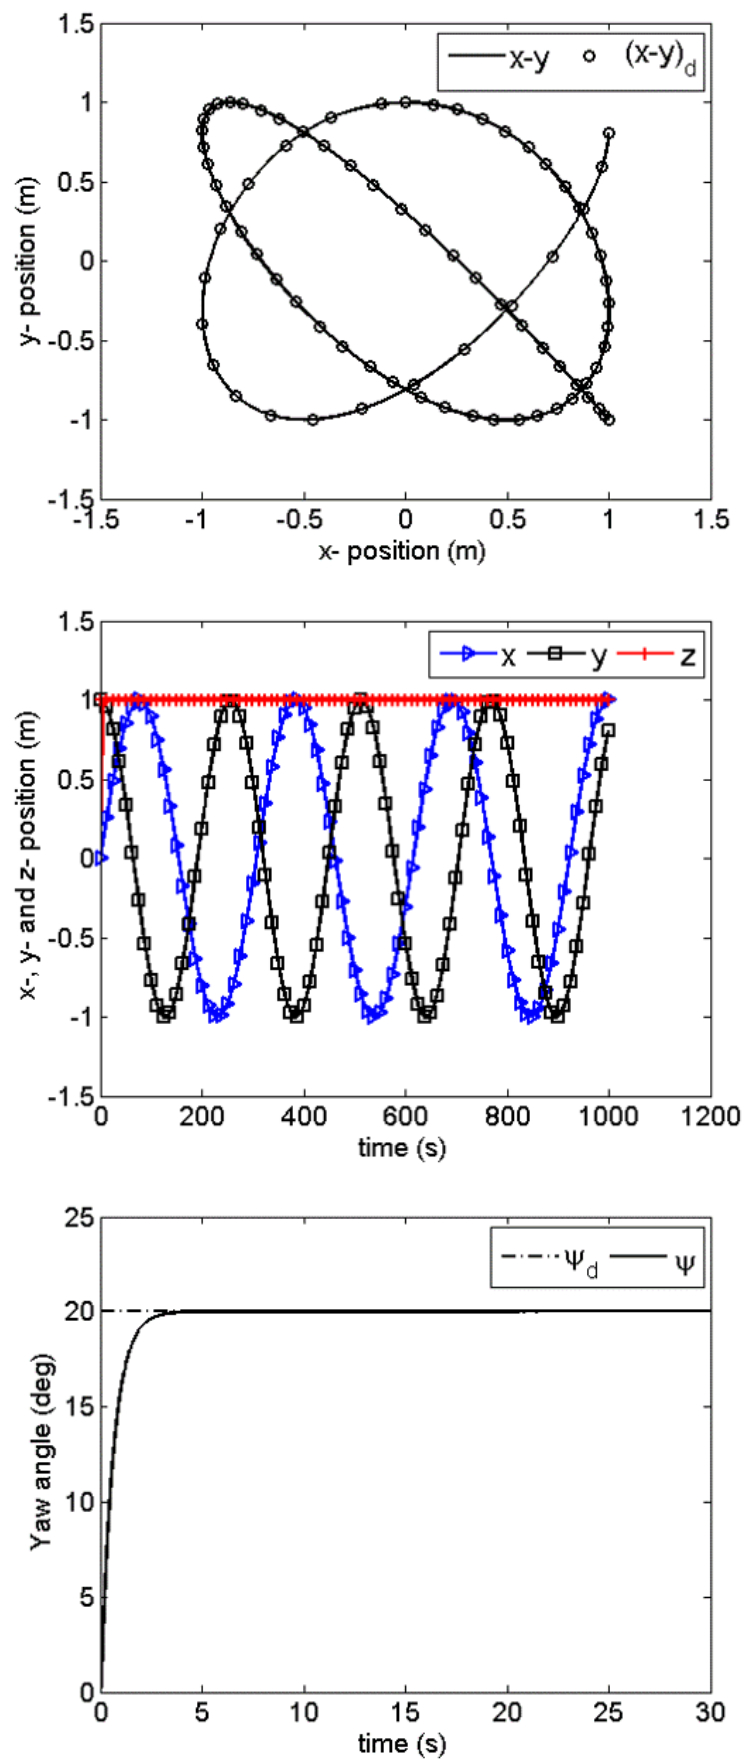 1.5
1
0.5
0
-0.5
-1
-1.5
y- position (m)
x-y (x-y)d
-1.5 -1 -0.5 0 0.5 1 1.5
x- position (m)
1.5
1
0.5
0
-0.5
-1
-1.5
x-, y- and z- position (m)
x y z
0 200 400 600 800 1000 1200
time (s)
25
20
15
10
5
0
Yaw angle (deg)
ψd ψ
0 5 10 15 20 25 30
time (s)